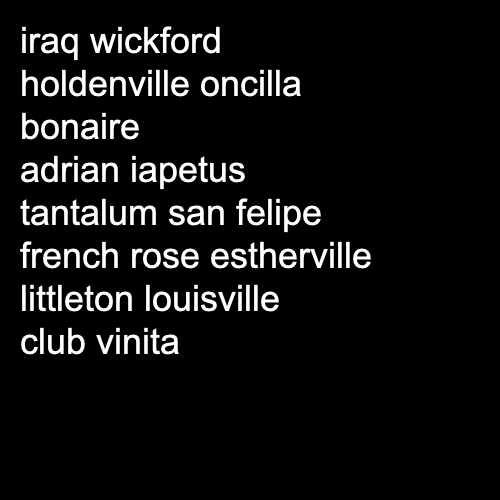 iraq wickford
holdenville oncilla
bonaire
adrian iapetus
tantalum san felipe
french rose estherville
littleton louisville
club vinita